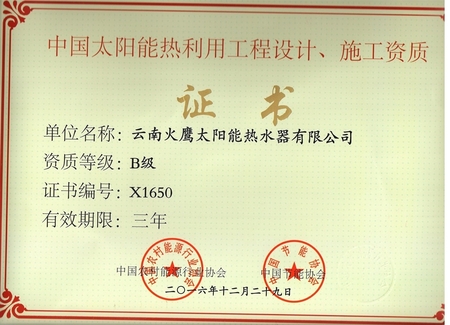 中国太阳能热利用工程设计、施工资质
证书
单位名称：云南火鹰太阳能热水器有限公司
资质等级：B级
证书编号：X1650
有效期限：三年
中国农村能源行业协会 中国节能协会
二〇一六年十二月二十九日